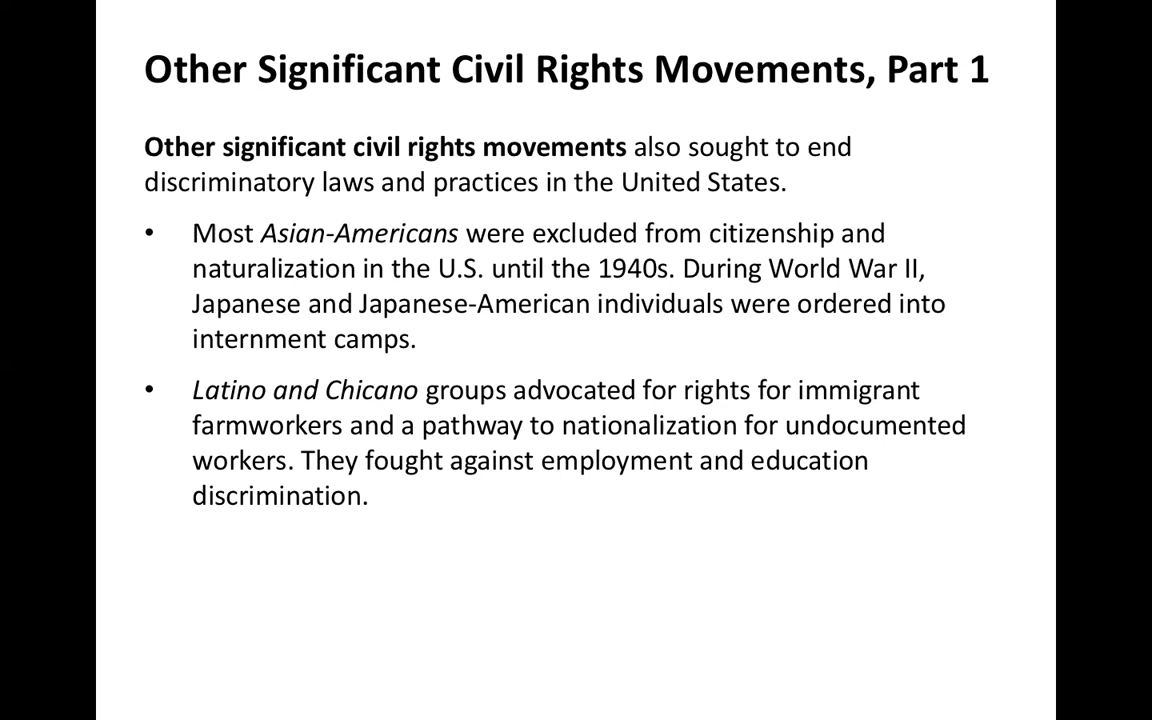 Other Significant Civil Rights Movements, Part 1
Other significant civil rights movements also sought to end
discriminatory laws and practices in the United States.
• Most Asian-Americans were excluded from citizenship and
naturalization in the U.S. until the 1940s. During World War II,
Japanese and Japanese-American individuals were ordered into
internment camps.
• Latino and Chicano groups advocated for rights for immigrant
farmworkers and a pathway to nationalization for undocumented
workers. They fought against employment and education
discrimination.